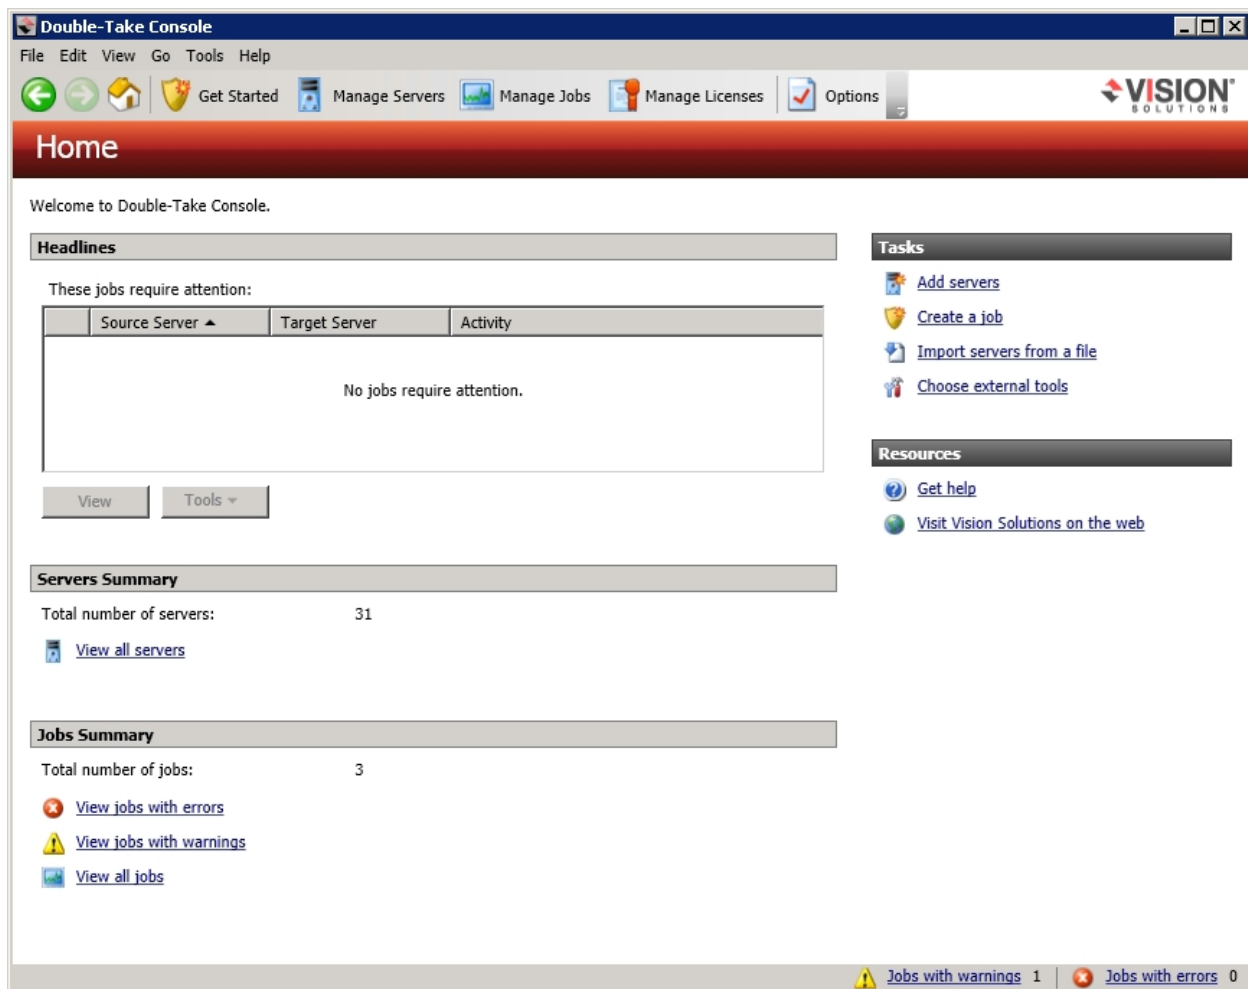 Double-Take Console
File Edit View Go Tools Help
Get Started Manage Servers Manage Jobs Manage Licenses Options
VISION®
SOLUTIONS
Home
Welcome to Double-Take Console.
Headlines
These jobs require attention:
Source Server Target Server Activity
No jobs require attention.
View Tools
Servers Summary
Total number of servers: 31
View all servers
Jobs Summary
Total number of jobs: 3
View jobs with errors
View jobs with warnings
View all jobs
Tasks
Add servers
Create a job
Import servers from a file
Choose external tools
Resources
Get help
Visit Vision Solutions on the web
Jobs with warnings 1 Jobs with errors 0